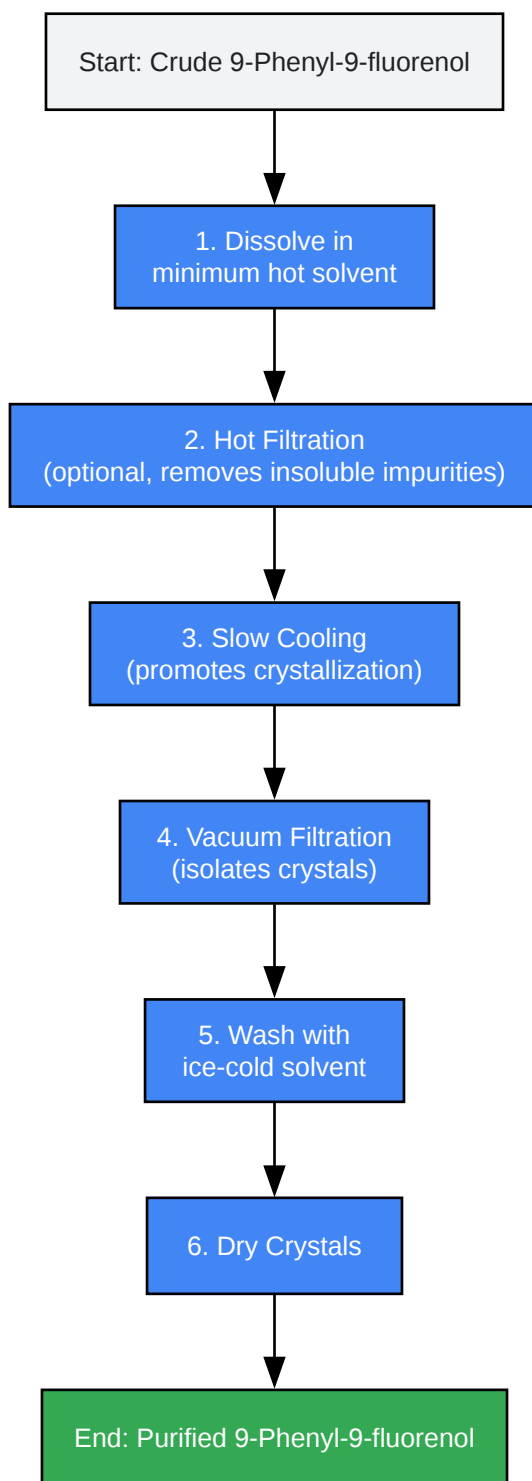 Start: Crude 9-Phenyl-9-fluorenol
1. Dissolve in
minimum hot solvent
2. Hot Filtration
(optional, removes insoluble impurities)
3. Slow Cooling
(promotes crystallization)
4. Vacuum Filtration
(isolates crystals)
5. Wash with
ice-cold solvent
6. Dry Crystals
End: Purified 9-Phenyl-9-fluorenol